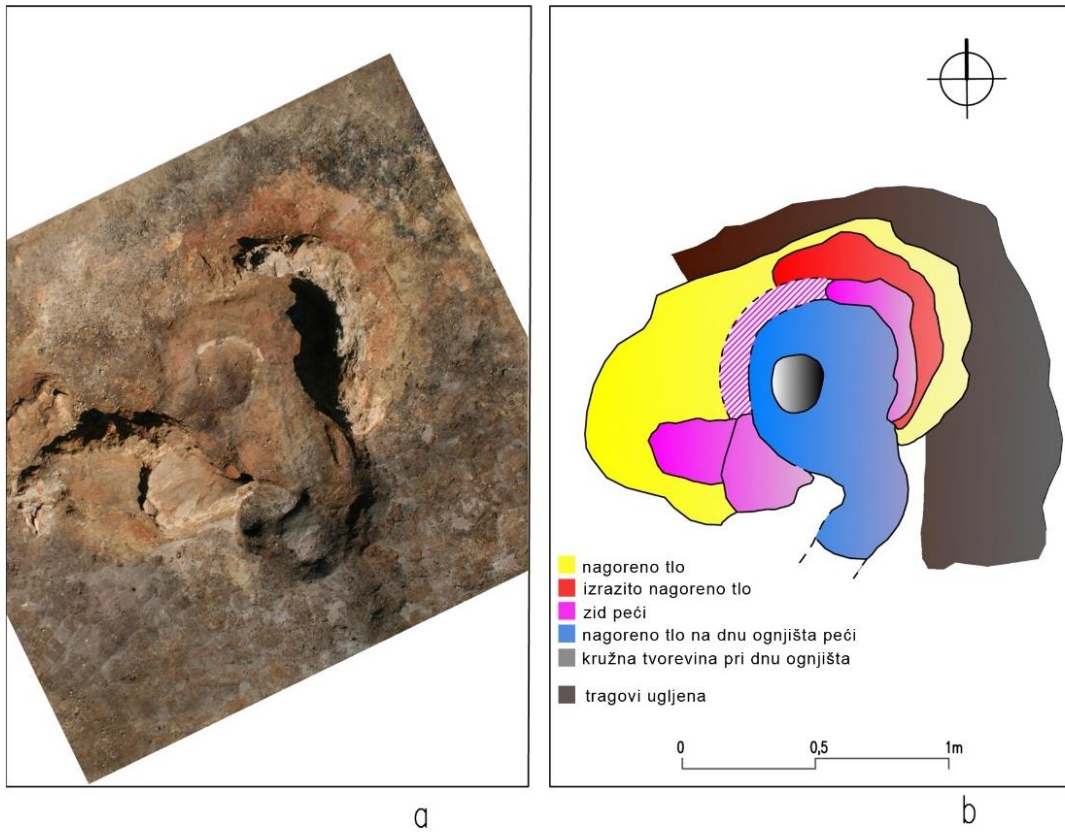 nagoreno tlo
izrazito nagoreno tlo
zid peći
nagoreno tlo na dnu ognjišta peći
kružna tvorevina pri dnu ognjišta
tragovi ugljena
0 0,5 1m
a b